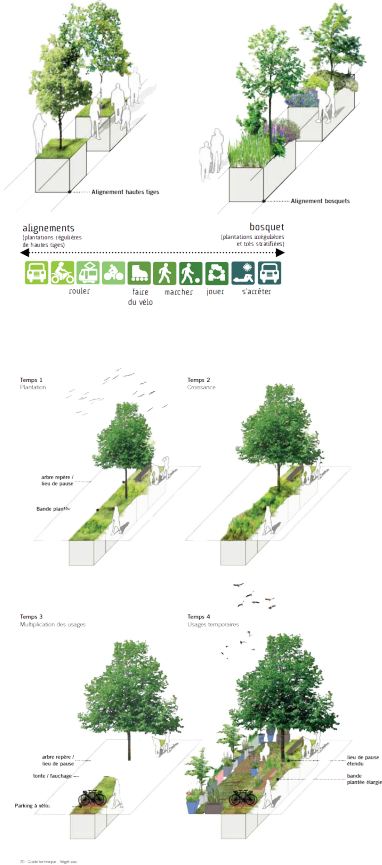 Alignement hautes tiges
Alignement bosquets
alignements
(plantations régulières
de hautes tiges)
bosquet
(plantations irrégulières
et très stratifiées)
rouler
faire
du vélo
marcher
jouer
s'arrêter
Temps 1
Plantation
arbre repère /
lieu de pause
Bande plantée
Temps 2
Croissance
Temps 3
Multiplication des usages
arbre repère /
lieu de pause
tonte / fauchage
Parking à vélo
Temps 4
Usages temporaires
lieu de pause
étendu
bande
plantée élargie
Guide technique